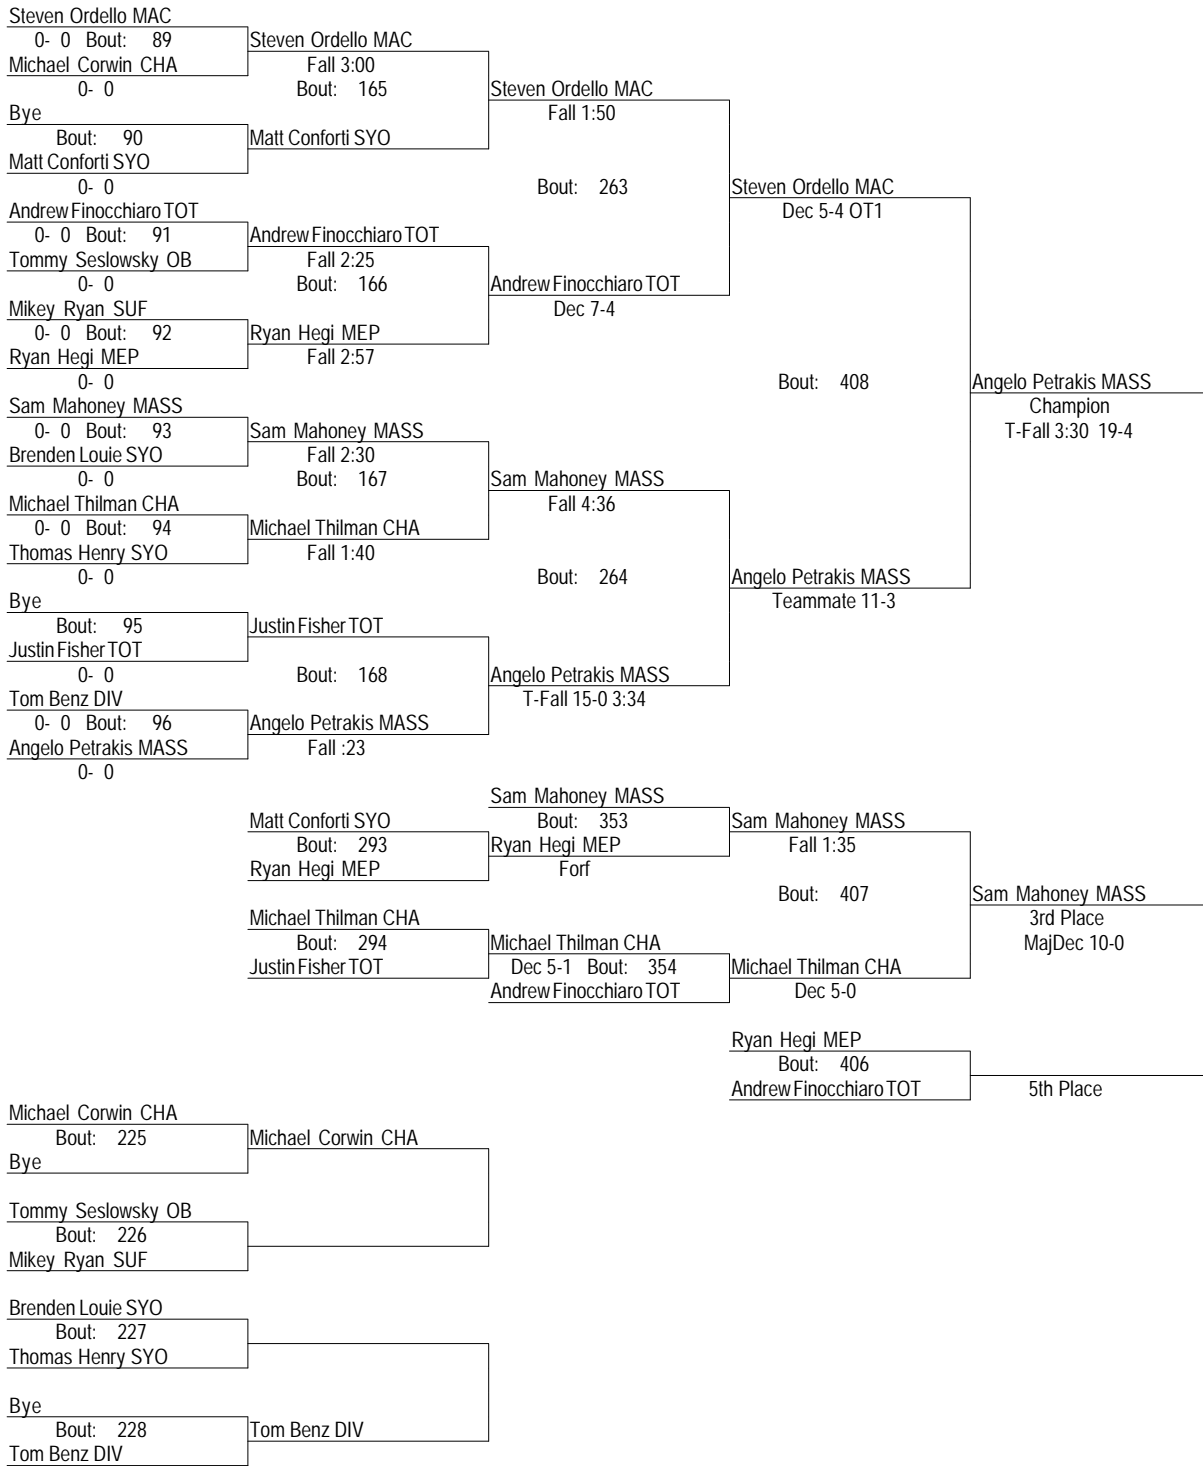 Steven Ordello MAC
0- 0 Bout: 89 Steven Ordello MAC
Michael Corwin CHA Fall 3:00
0- 0 Bout: 165 Steven Ordello MAC
Bye Fall 1:50
Bout: 90 Matt Conforti SYO
Matt Conforti SYO
0- 0 Bout: 263 Steven Ordello MAC
Andrew Finocchiaro TOT Dec 5-4 OT1
0- 0 Bout: 91 Andrew Finocchiaro TOT
Tommy Seslowsky OB Fall 2:25
0- 0 Bout: 166 Andrew Finocchiaro TOT
Mikey Ryan SUF Dec 7-4
0- 0 Bout: 92 Ryan Hegi MEP
Ryan Hegi MEP Fall 2:57
0- 0 Bout: 408 Angelo Petrakis MASS
Sam Mahoney MASS Champion
0- 0 Bout: 93 Sam Mahoney MASS T-Fall 3:30 19-4
Brenden Louie SYO Fall 2:30
0- 0 Bout: 167 Sam Mahoney MASS
Michael Thilman CHA Fall 4:36
0- 0 Bout: 94 Michael Thilman CHA
Thomas Henry SYO Fall 1:40
0- 0 Bout: 264 Angelo Petrakis MASS
Bye Teammate 11-3
Bout: 95 Justin Fisher TOT
Justin Fisher TOT
0- 0 Bout: 168 Angelo Petrakis MASS
Tom Benz DIV T-Fall 15-0 3:34
0- 0 Bout: 96 Angelo Petrakis MASS
Angelo Petrakis MASS Fall :23
0- 0
Sam Mahoney MASS
Matt Conforti SYO Bout: 353 Sam Mahoney MASS
Bout: 293 Ryan Hegi MEP Fall 1:35
Ryan Hegi MEP Forf
Bout: 407 Sam Mahoney MASS
Michael Thilman CHA 3rd Place
Bout: 294 Michael Thilman CHA MajDec 10-0
Justin Fisher TOT Dec 5-1 Bout: 354 Michael Thilman CHA
Andrew Finocchiaro TOT Dec 5-0
Ryan Hegi MEP
Bout: 406
Andrew Finocchiaro TOT 5th Place
Michael Corwin CHA
Bout: 225 Michael Corwin CHA
Bye
Tommy Seslowsky OB
Bout: 226
Mikey Ryan SUF
Brenden Louie SYO
Bout: 227
Thomas Henry SYO
Bye
Bout: 228 Tom Benz DIV
Tom Benz DIV